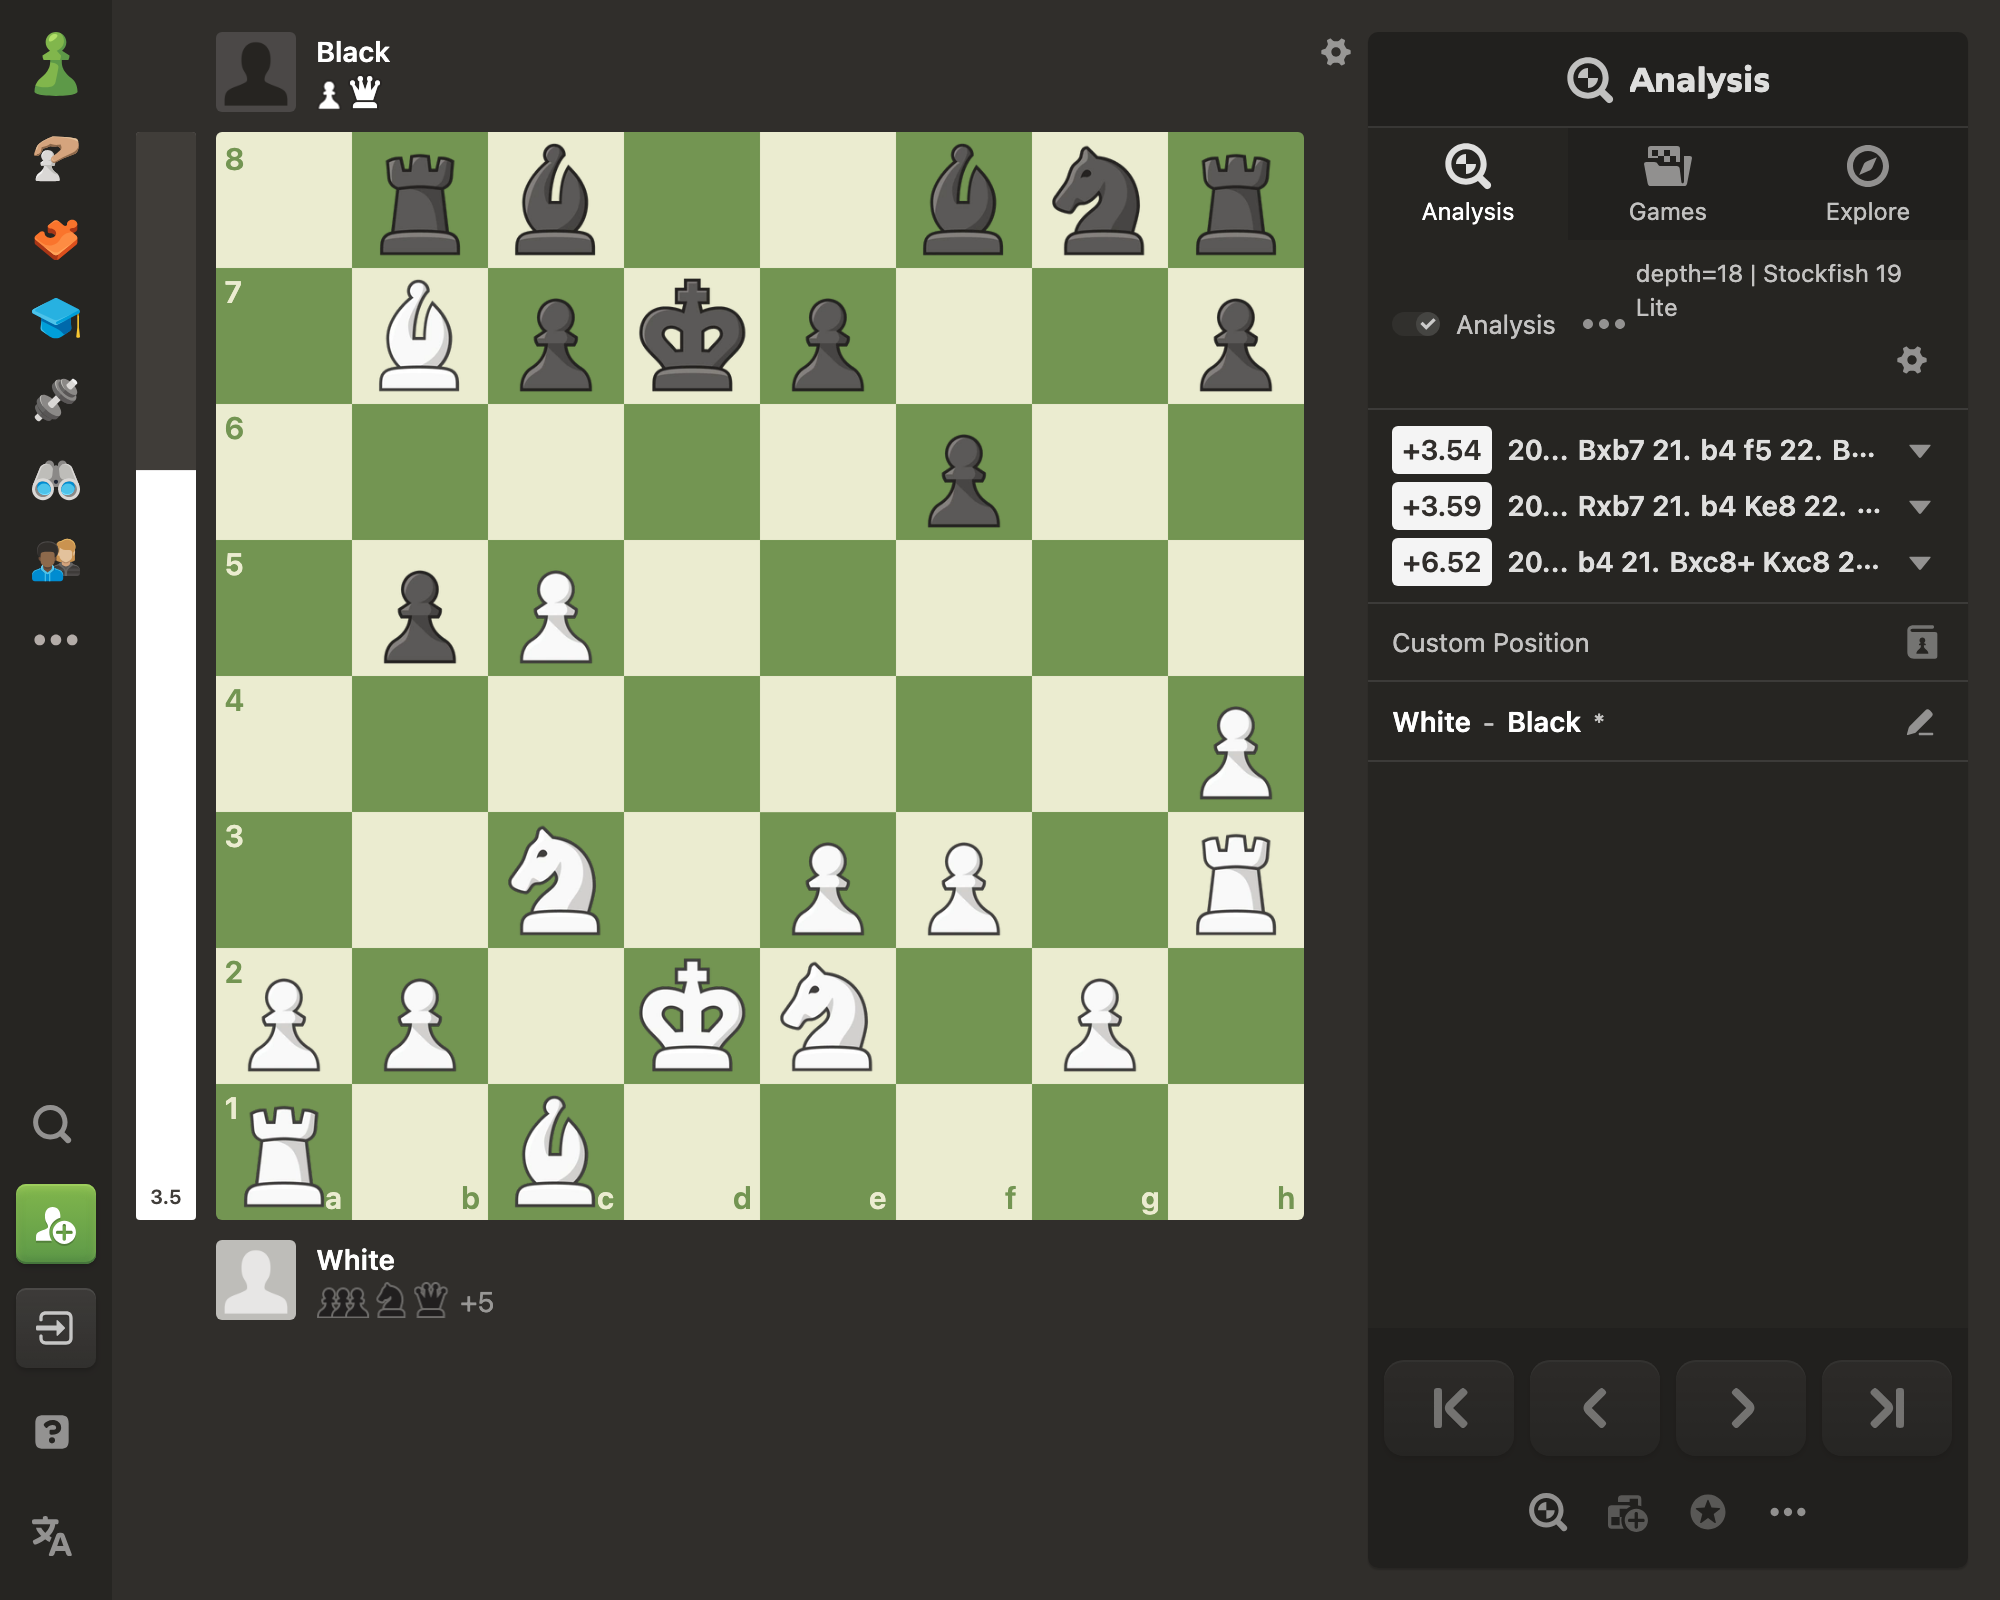 Black
8
7
6
5
4
3
2
1
a b c d e f g h
3.5
White
+5
Analysis
Analysis Games Explore
depth=18 | Stockfish 19
Lite
Analysis
+3.54 20... Bxb7 21. b4 f5 22. B...
+3.59 20... Rxb7 21. b4 Ke8 22. ...
+6.52 20... b4 21. Bxc8+ Kxc8 2...
Custom Position
White - Black *